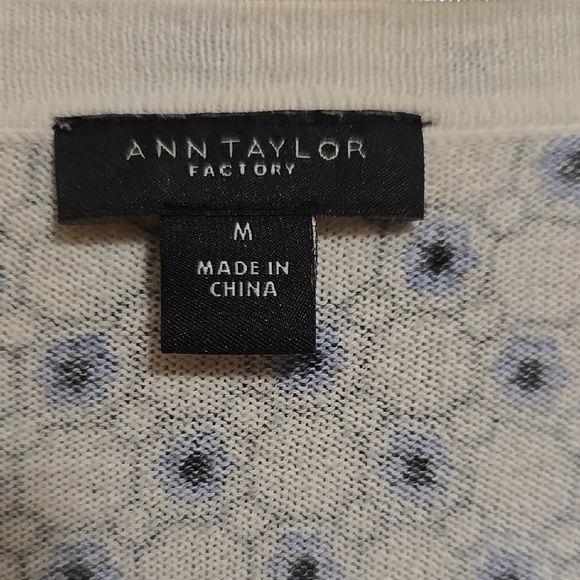 ANN TAYLOR
FACTORY
M
MADE IN
CHINA